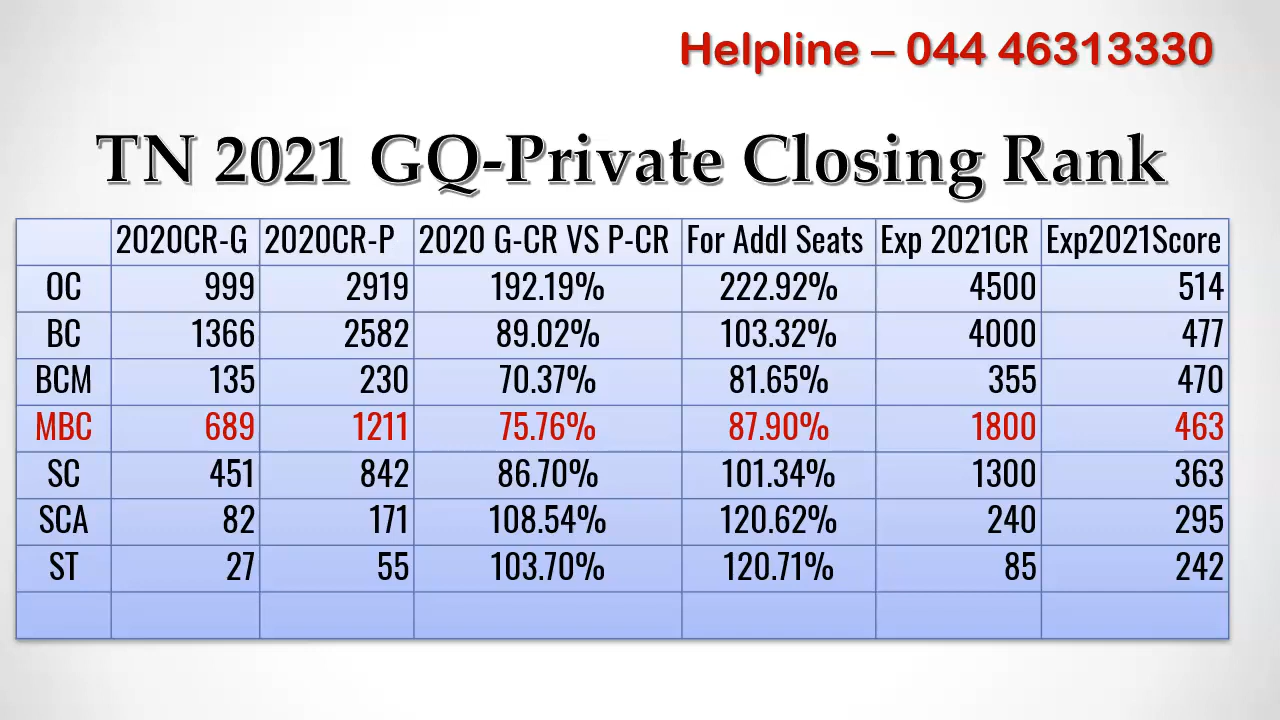 Helpline – 044 46313330
TN 2021 GQ-Private Closing Rank
2020CR-G 2020CR-P 2020 G-CR VS P-CR For Addl Seats Exp 2021CR Exp2021Score
OC 999 2919 192.19% 222.92% 4500 514
BC 1366 2582 89.02% 103.32% 4000 477
BCM 135 230 70.37% 81.65% 355 470
MBC 689 1211 75.76% 87.90% 1800 463
SC 451 842 86.70% 101.34% 1300 363
SCA 82 171 108.54% 120.62% 240 295
ST 27 55 103.70% 120.71% 85 242